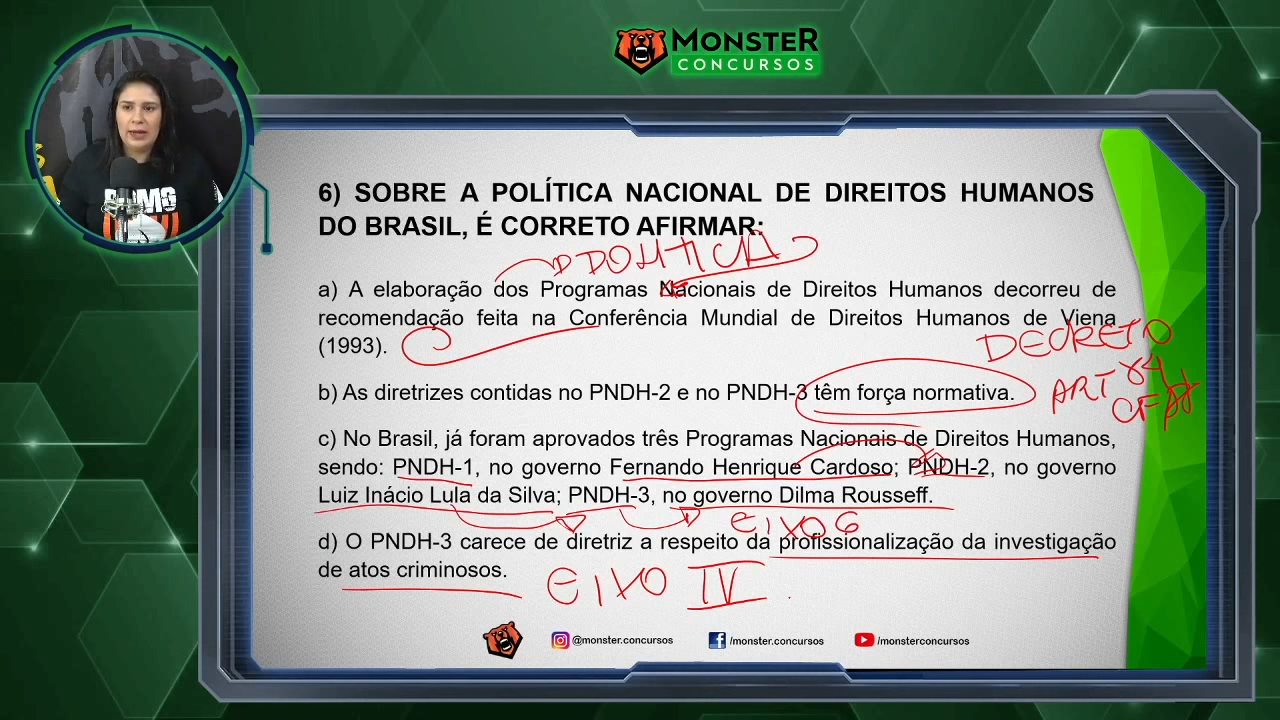 MONSTER
CONCURSOS
6) SOBRE A POLÍTICA NACIONAL DE DIREITOS HUMANOS
DO BRASIL, É CORRETO AFIRMAR:
POLITICA
a) A elaboração dos Programas Nacionais de Direitos Humanos decorreu de
recomendação feita na Conferência Mundial de Direitos Humanos de Viena
(1993).
DECRETO
b) As diretrizes contidas no PNDH-2 e no PNDH-3 têm força normativa.
ART 84
CF
c) No Brasil, já foram aprovados três Programas Nacionais de Direitos Humanos,
sendo: PNDH-1, no governo Fernando Henrique Cardoso; PNDH-2, no governo
Luiz Inácio Lula da Silva; PNDH-3, no governo Dilma Rousseff.
EIXO 6
d) O PNDH-3 carece de diretriz a respeito da profissionalização da investigação
de atos criminosos.
EIXO IV
@monster.concursos
/monster.concursos
/monsterconcursos